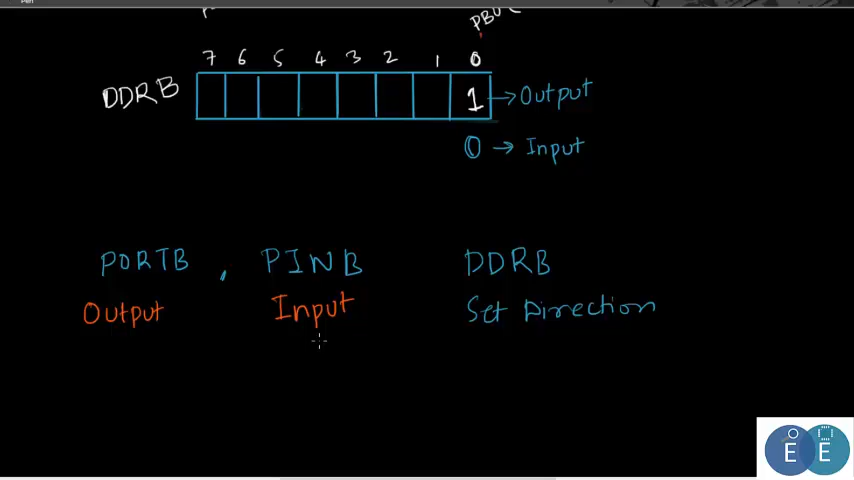 Pen
7 6 5 4 3 2 1 0
DDRB 1 → Output
0 → Input
PORTB , PINB DDRB
Output Input Set Direction
E E